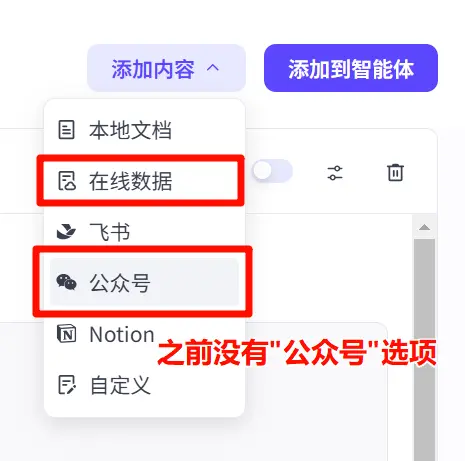 添加内容
添加到智能体
本地文档
在线数据
飞书
公众号
Notion
之前没有"公众号"选项
自定义